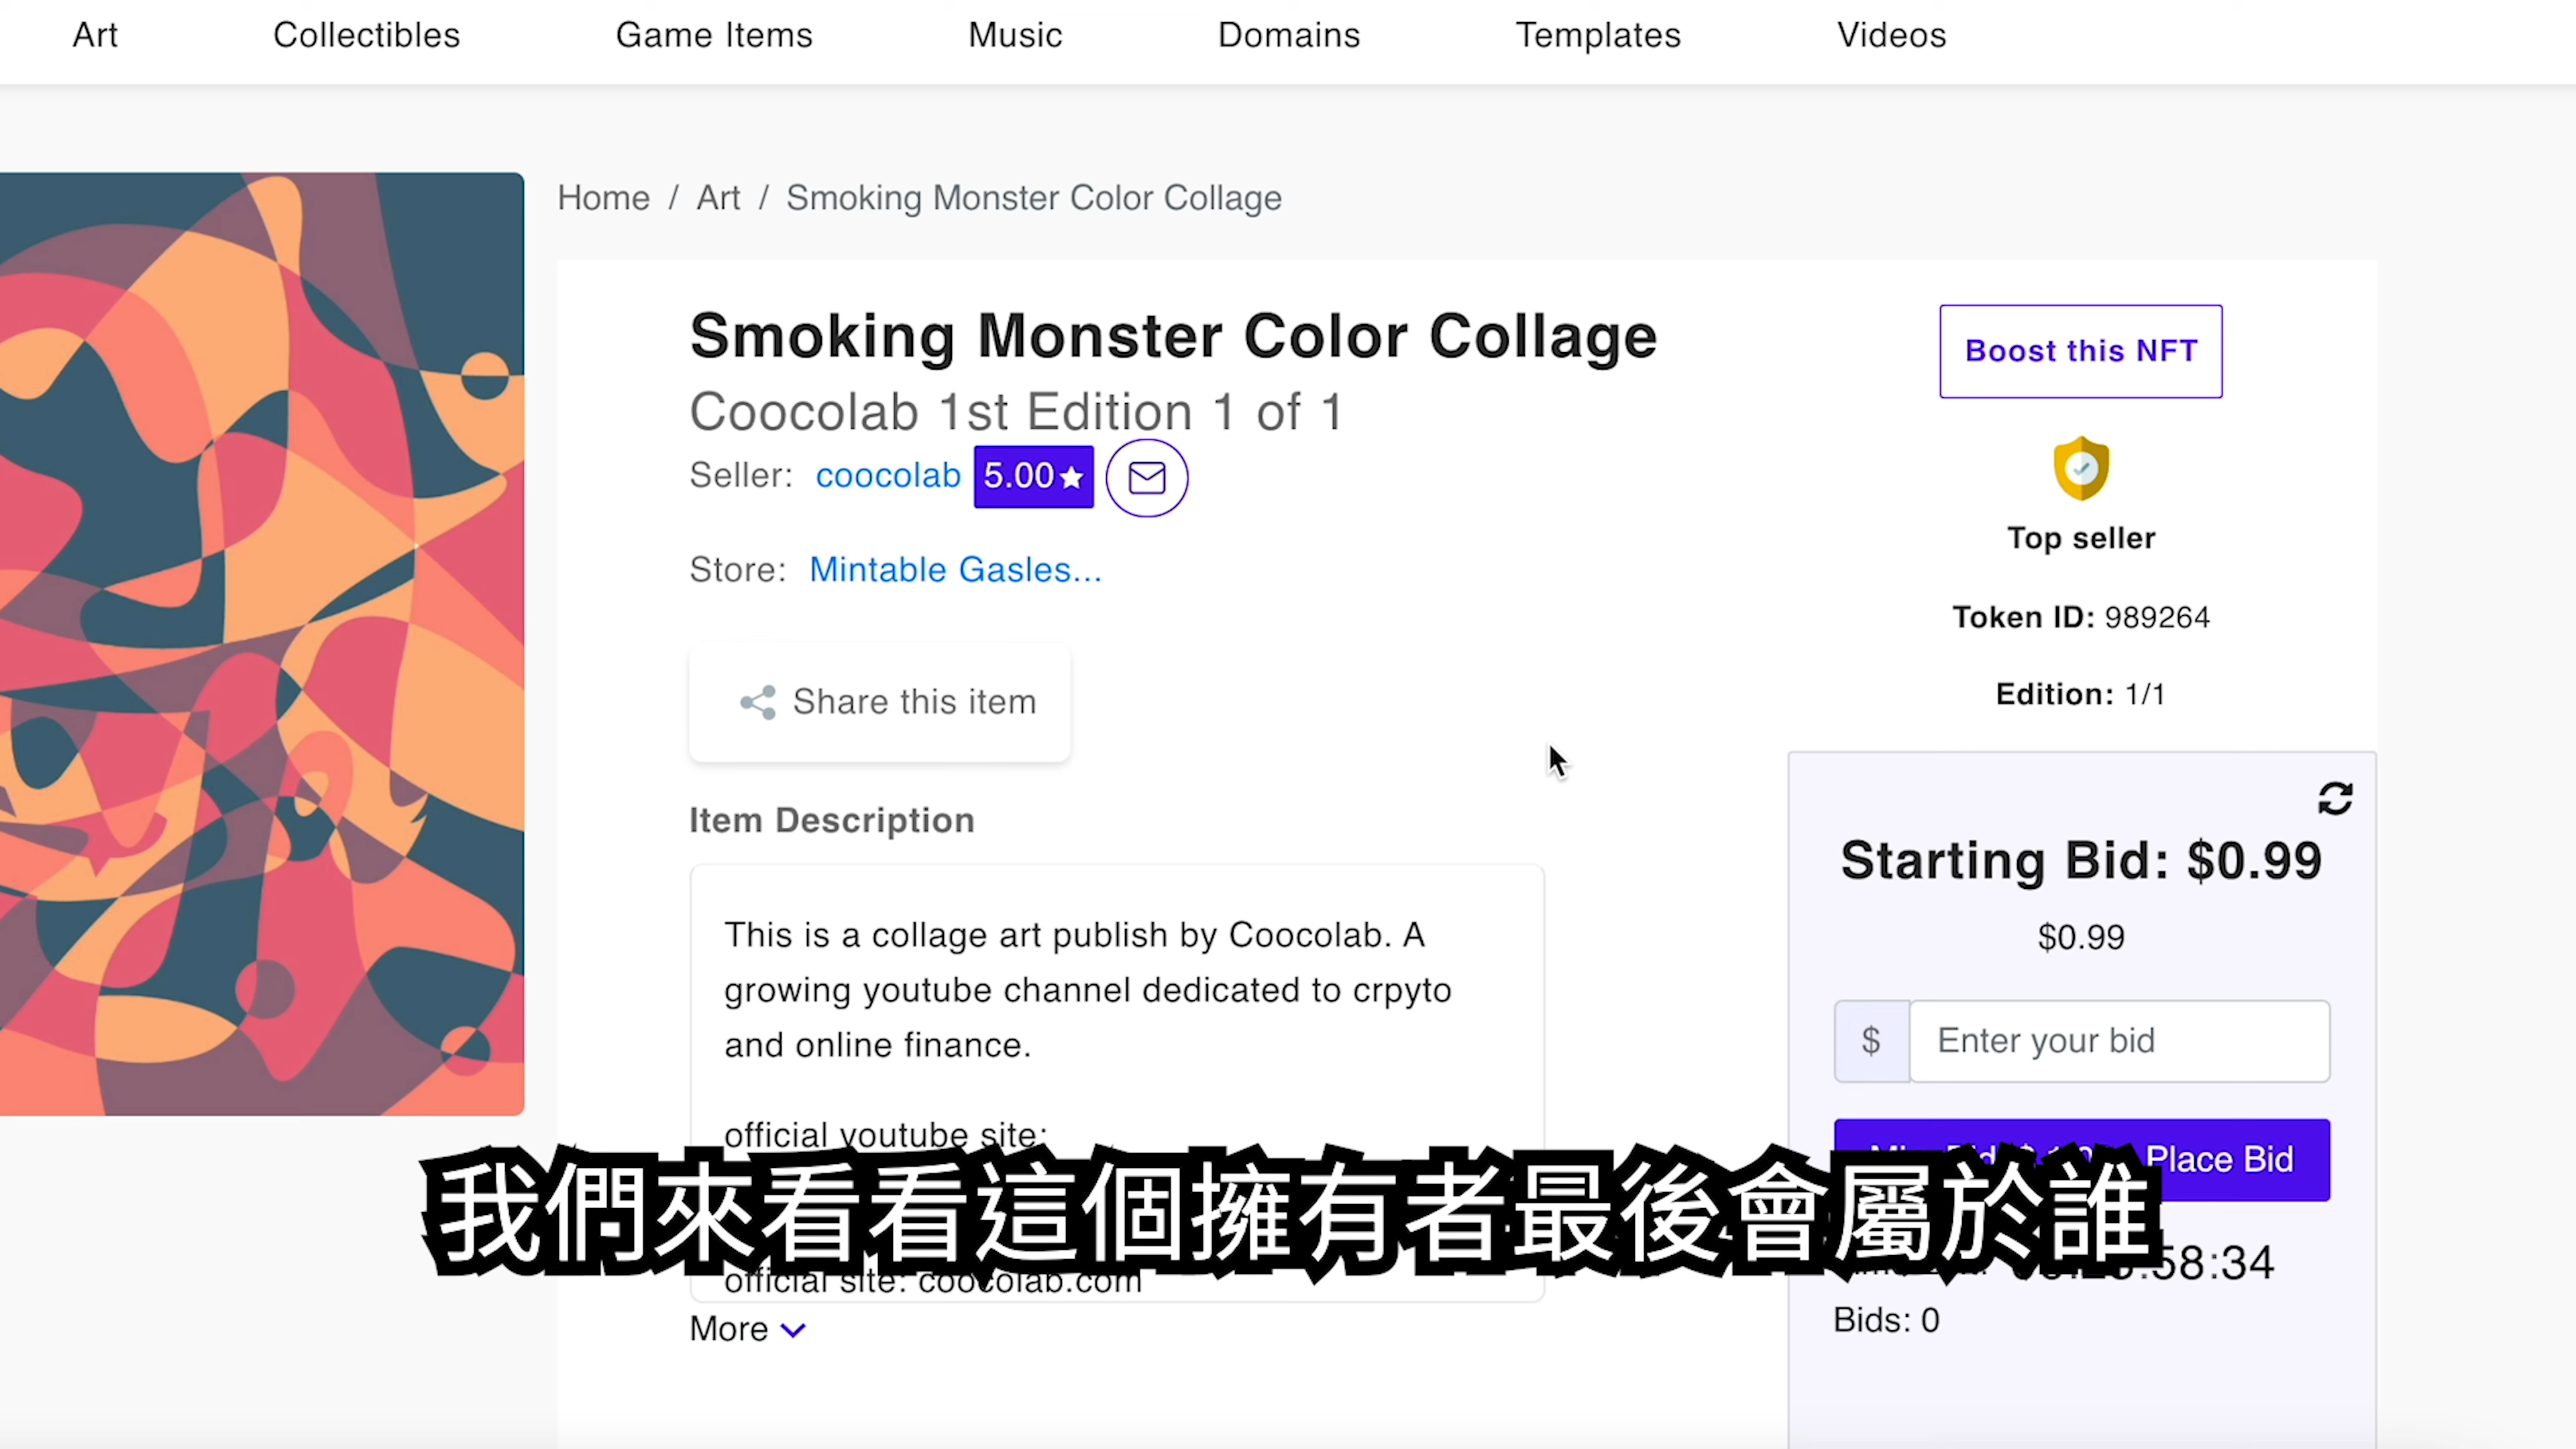 Art Collectibles Game Items Music Domains Templates Videos
Home / Art / Smoking Monster Color Collage
Smoking Monster Color Collage
Coocolab 1st Edition 1 of 1
Seller: coocolab 5.00★
Store: Mintable Gasles...
Share this item
Item Description
This is a collage art publish by Coocolab. A
growing youtube channel dedicated to crpyto
and online finance.
official youtube site:
official site: coocolab.com
More
Boost this NFT
Top seller
Token ID: 989264
Edition: 1/1
Starting Bid: $0.99
$0.99
$ Enter your bid
Place Bid
:58:34
Bids: 0
我們來看看這個擁有者最後會屬於誰